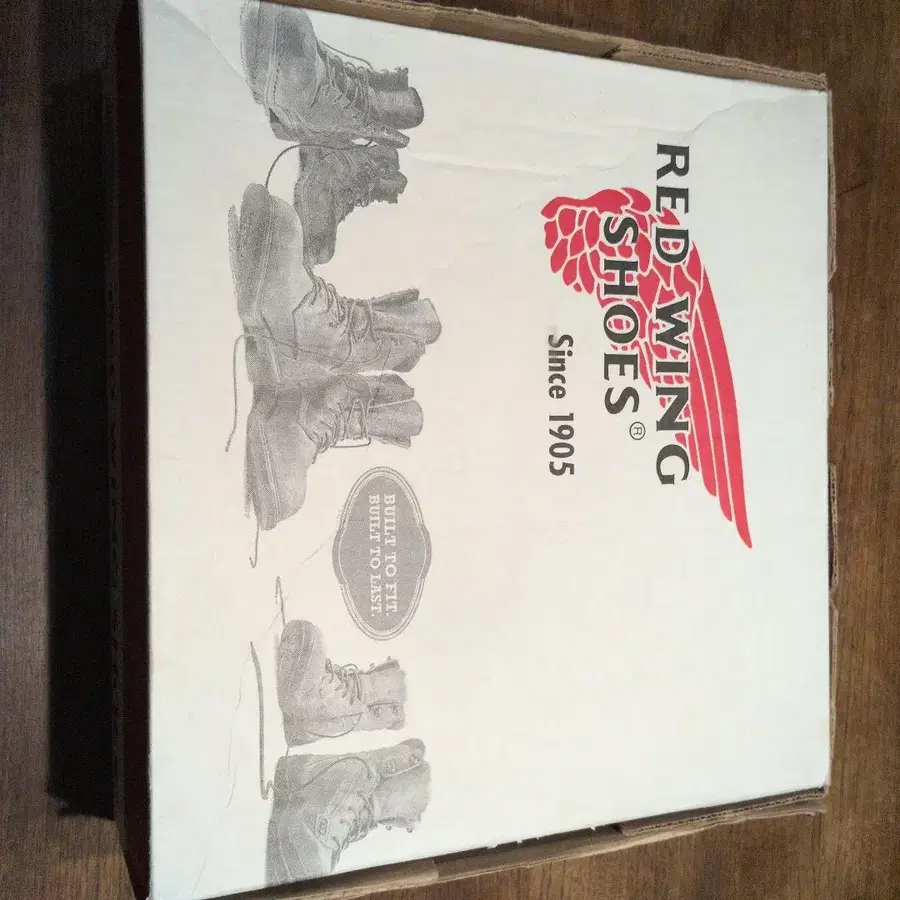 RED WING
SHOES®
Since 1905
BUILT TO FIT.
BUILT TO LAST.